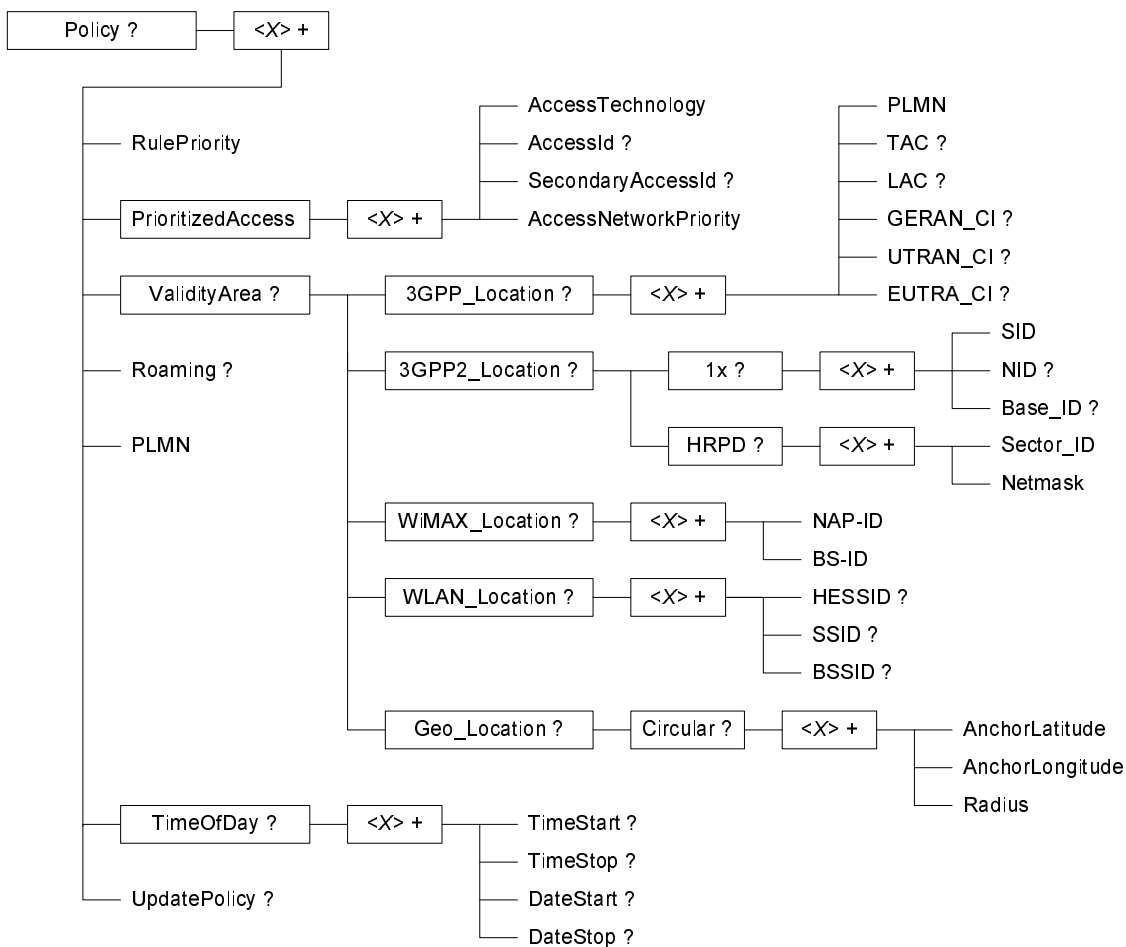 Policy ? <X> +
AccessTechnology PLMN
RulePriority AccessId ? TAC ?
SecondaryAccessId ? LAC ?
PrioritizedAccess <X> + AccessNetworkPriority GERAN_CI ?
UTRAN_CI ?
ValidityArea ? 3GPP_Location ? <X> + EUTRA_CI ?
SID
Roaming ? 3GPP2_Location ? 1x ? <X> + NID ?
Base_ID ?
PLMN HRPD ? <X> + Sector_ID
Netmask
WiMAX_Location ? <X> + NAP-ID
BS-ID
WLAN_Location ? <X> + HESSID ?
SSID ?
BSSID ?
Geo_Location ? Circular ? <X> + AnchorLatitude
AnchorLongitude
Radius
TimeOfDay ? <X> + TimeStart ?
TimeStop ?
UpdatePolicy ? DateStart ?
DateStop ?